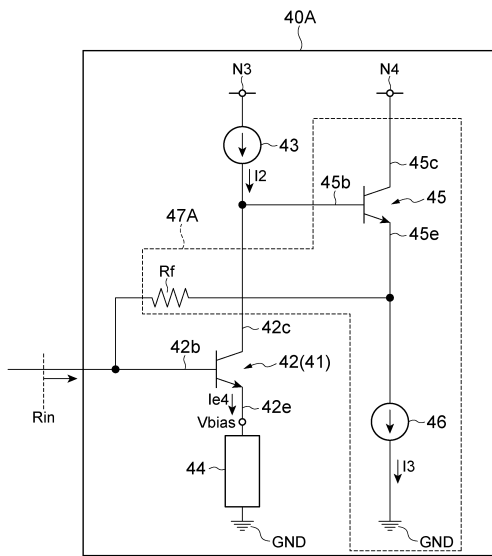 40A
N3
N4
43
I2
45c
45b
45
47A
45e
Rf
42c
42b
42(41)
Ie4
42e
Rin
Vbias
46
44
I3
GND
GND